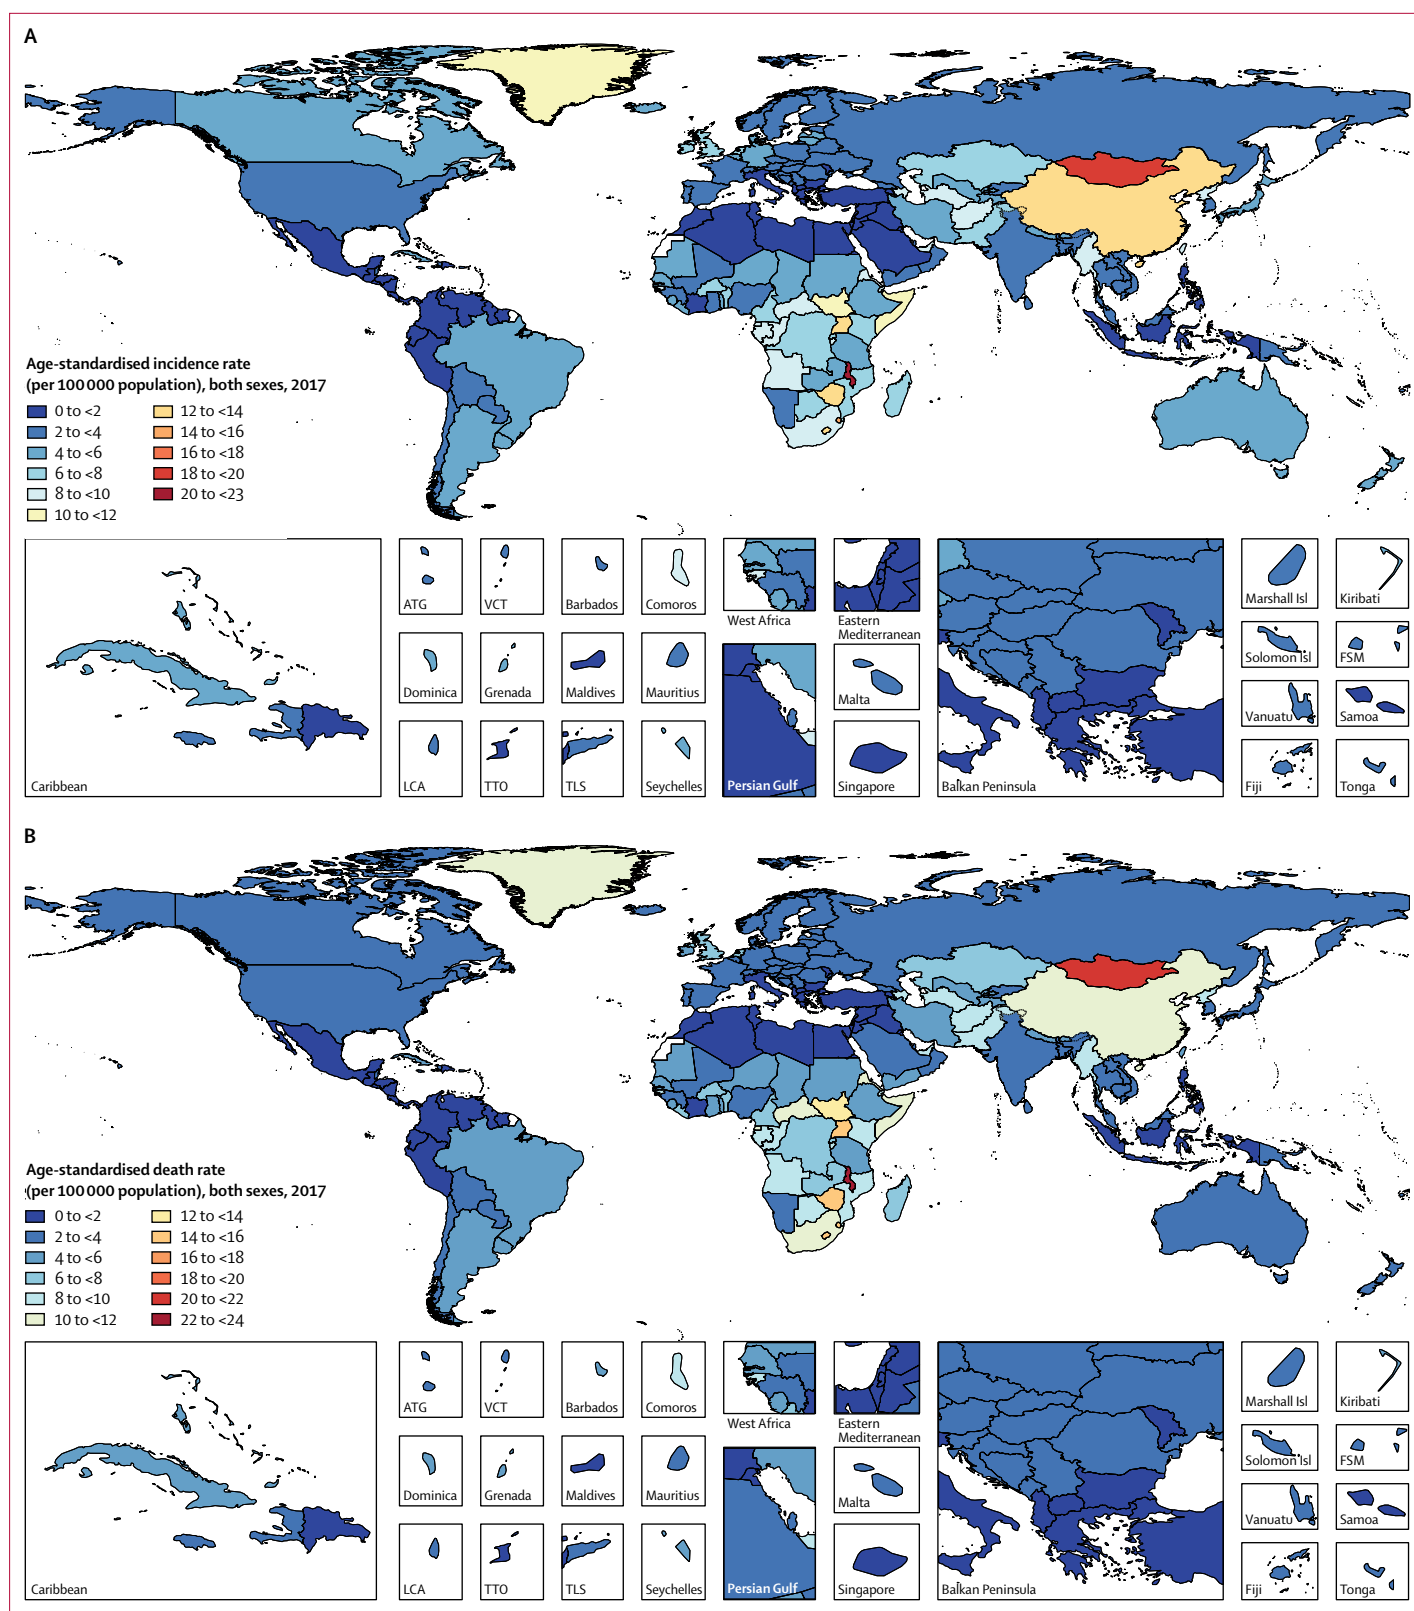 A
Age-standardised incidence rate
(per 100 000 population), both sexes, 2017
0 to <2
2 to <4
4 to <6
6 to <8
8 to <10
10 to <12
12 to <14
14 to <16
16 to <18
18 to <20
20 to <23
Caribbean
ATG
VCT
Barbados
Comoros
Dominica
Grenada
Maldives
Mauritius
LCA
TTO
TLS
Seychelles
West Africa
Eastern
Mediterranean
Persian Gulf
Malta
Singapore
Balkan Peninsula
Marshall Isl
Kiribati
Solomon Isl
FSM
Vanuatu
Samoa
Fiji
Tonga
B
Age-standardised death rate
(per 100 000 population), both sexes, 2017
0 to <2
2 to <4
4 to <6
6 to <8
8 to <10
10 to <12
12 to <14
14 to <16
16 to <18
18 to <20
20 to <22
22 to <24
Caribbean
ATG
VCT
Barbados
Comoros
Dominica
Grenada
Maldives
Mauritius
LCA
TTO
TLS
Seychelles
West Africa
Eastern
Mediterranean
Persian Gulf
Malta
Singapore
Balkan Peninsula
Marshall Isl
Kiribati
Solomon Isl
FSM
Vanuatu
Samoa
Fiji
Tonga